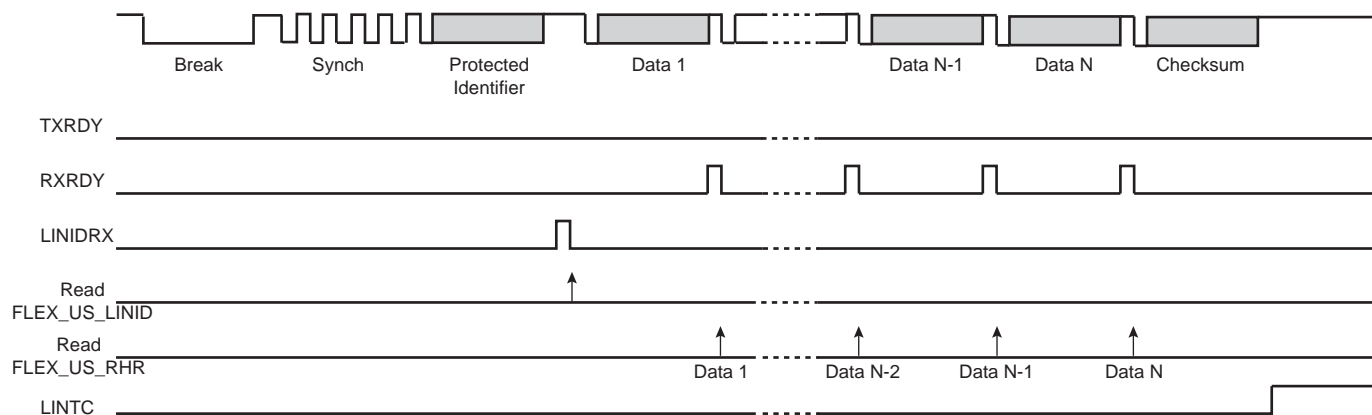 Break
Synch
Protected
Identifier
Data 1
Data N-1
Data N
Checksum
TXRDY
RXRDY
LINIDRX
Read
FLEX_US_LINID
Read
FLEX_US_RHR
Data 1
Data N-2
Data N-1
Data N
LINTC